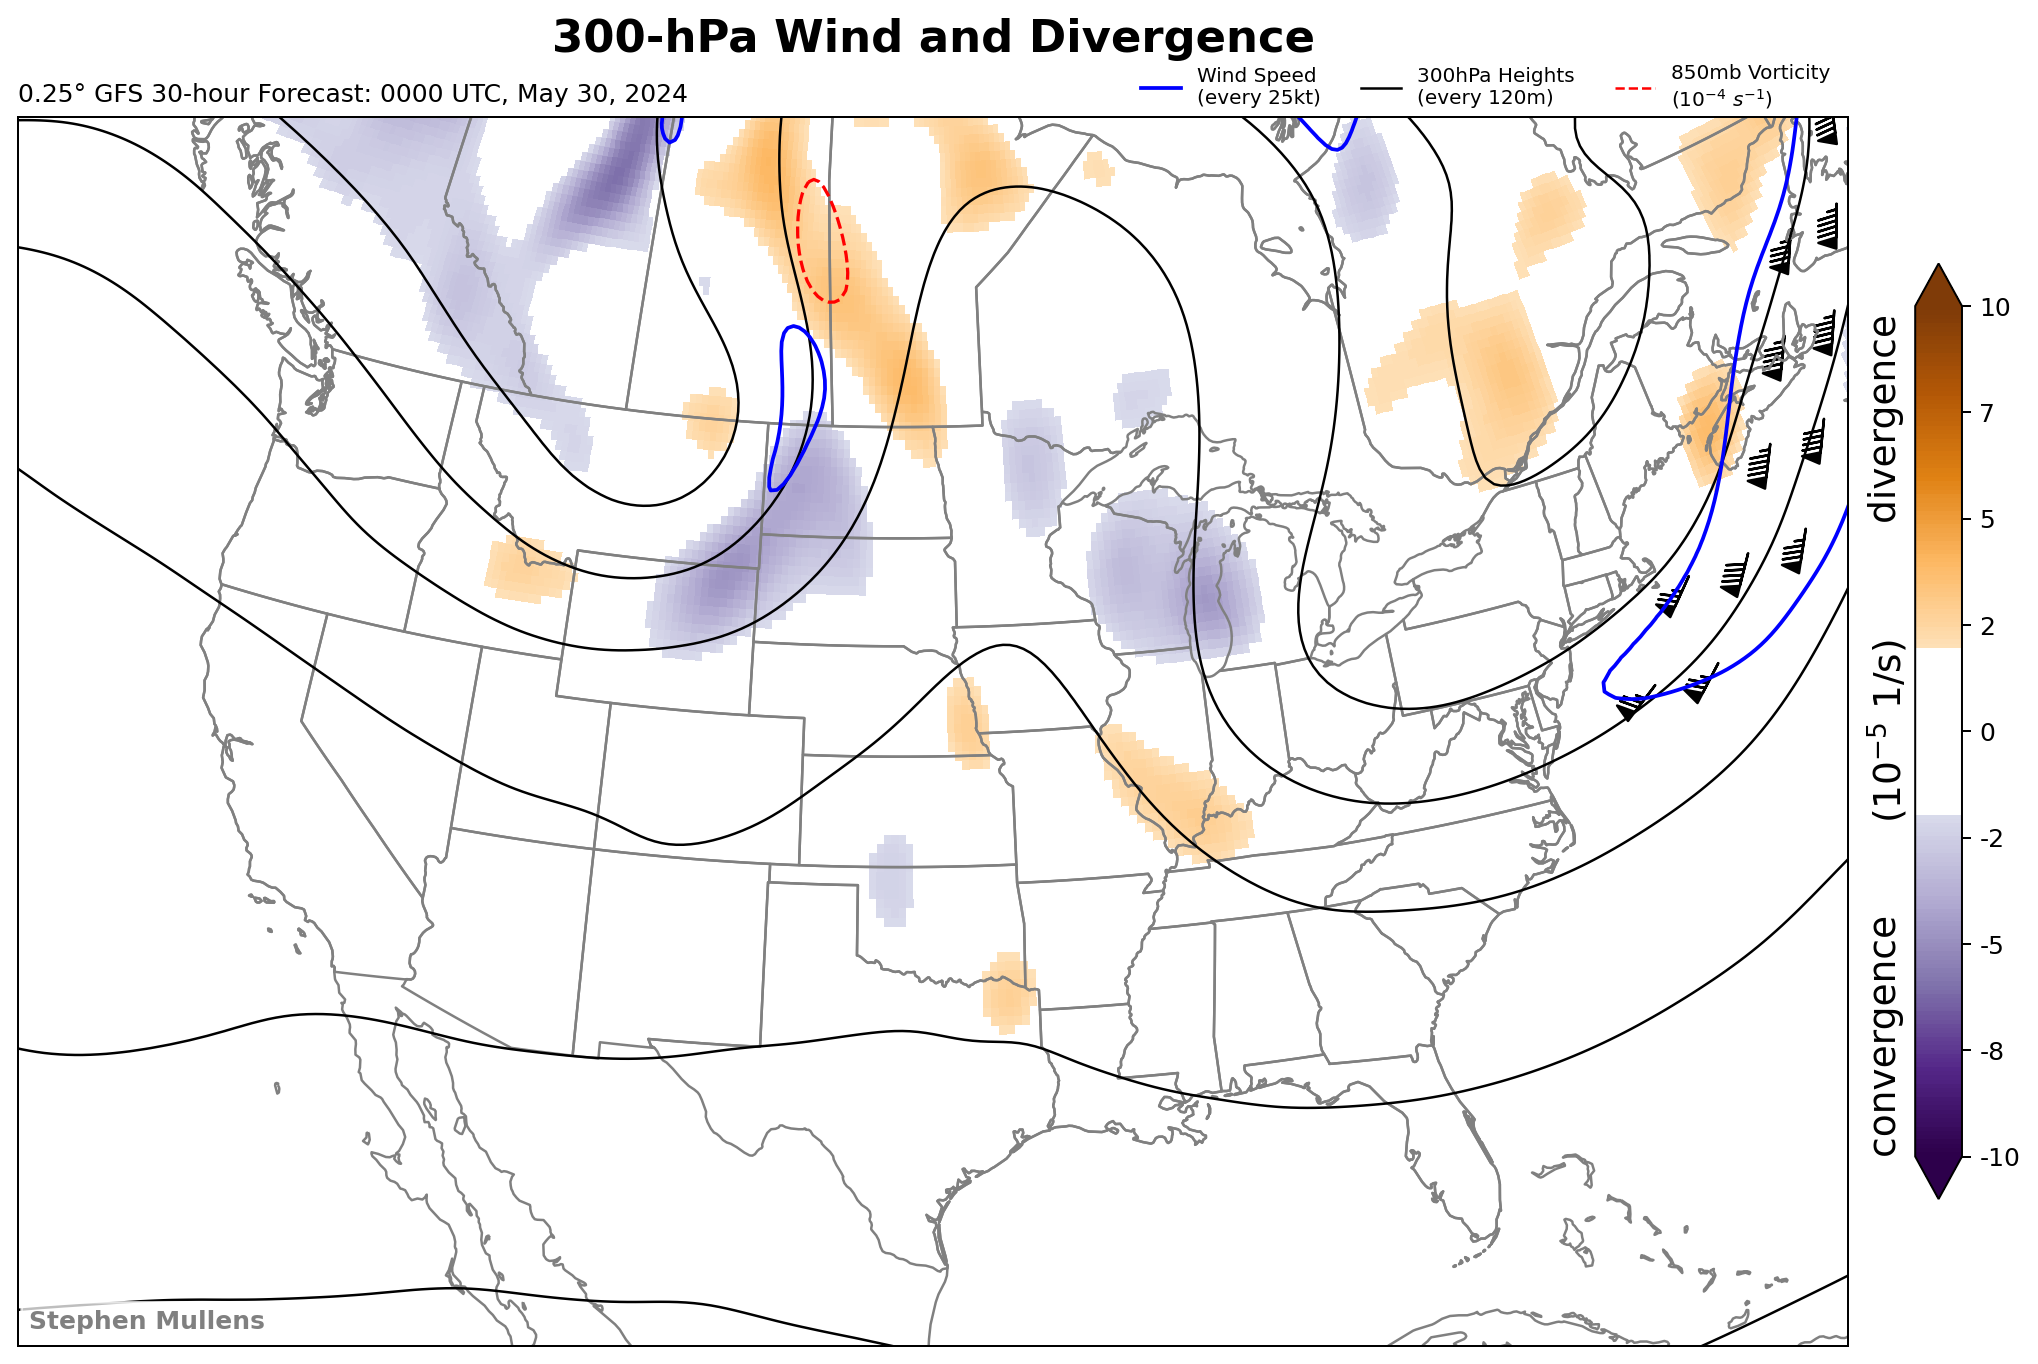 300-hPa Wind and Divergence
0.25° GFS 30-hour Forecast: 0000 UTC, May 30, 2024
Wind Speed
(every 25kt)
300hPa Heights
(every 120m)
850mb Vorticity
(10⁻⁴ s⁻¹)
10
7
5
2
0
-2
-5
-8
-10
convergence (10⁻⁵ 1/s) divergence
Stephen Mullens